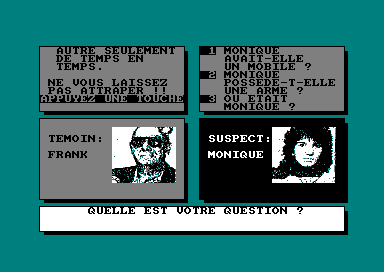 AUTRE SEULEMENT
DE TEMPS EN
TEMPS.
NE VOUS LAISSEZ
PAS ATTRAPER !!
APPUYEZ UNE TOUCHE
1 MONIQUE
AVAIT-ELLE
UN MOBILE ?
2 MONIQUE
POSSEDE-T-ELLE
UNE ARME ?
3 OU ETAIT
MONIQUE ?
TEMOIN:
FRANK
SUSPECT:
MONIQUE
QUELLE EST VOTRE QUESTION ?